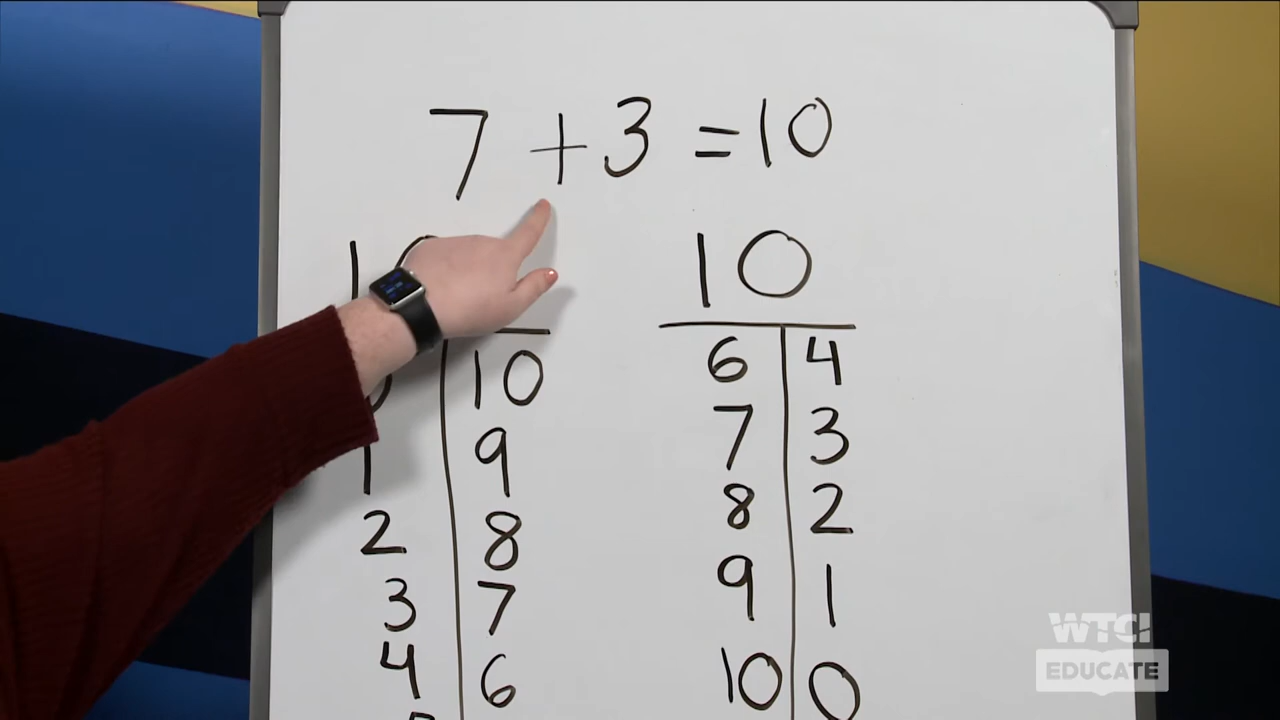 7 + 3 = 10
10
10
0 | 10
1 | 9
2 | 8
3 | 7
4 | 6
6 | 4
7 | 3
8 | 2
9 | 1
10 | 0
WTCI
EDUCATE